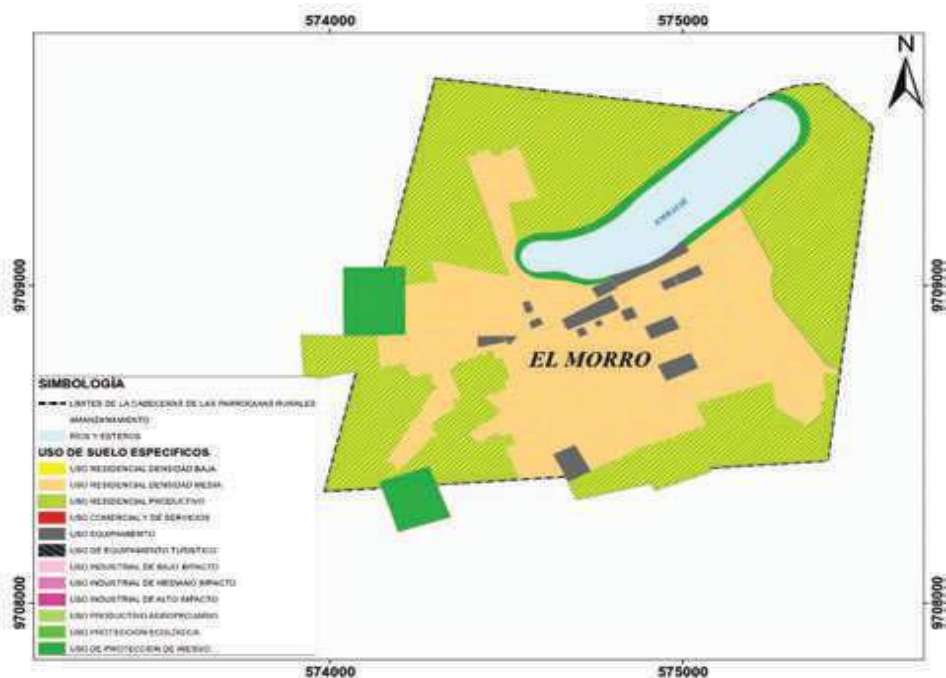 574000 575000
N
9709000 9709000
EMBALSE
EL MORRO
SIMBOLOGÍA
LIMITES DE LA CABECERAS DE LAS PARROQUIAS RURALES
AMANZANAMIENTO
RIOS Y ESTEROS
USO DE SUELO ESPECIFICOS
USO RESIDENCIAL DENSIDAD BAJA
USO RESIDENCIAL DENSIDAD MEDIA
USO RESIDENCIAL PRODUCTIVO
USO COMERCIAL Y DE SERVICIOS
USO EQUIPAMIENTO
USO DE EQUIPAMIENTO TURISTICO
USO INDUSTRIAL DE BAJO IMPACTO
USO INDUSTRIAL DE MEDIANO IMPACTO
USO INDUSTRIAL DE ALTO IMPACTO
USO PRODUCTIVO AGROPECUARIO
USO PROTECCION ECOLOGICA
USO DE PROTECCION DE RIESGO
9708000 9708000
574000 575000